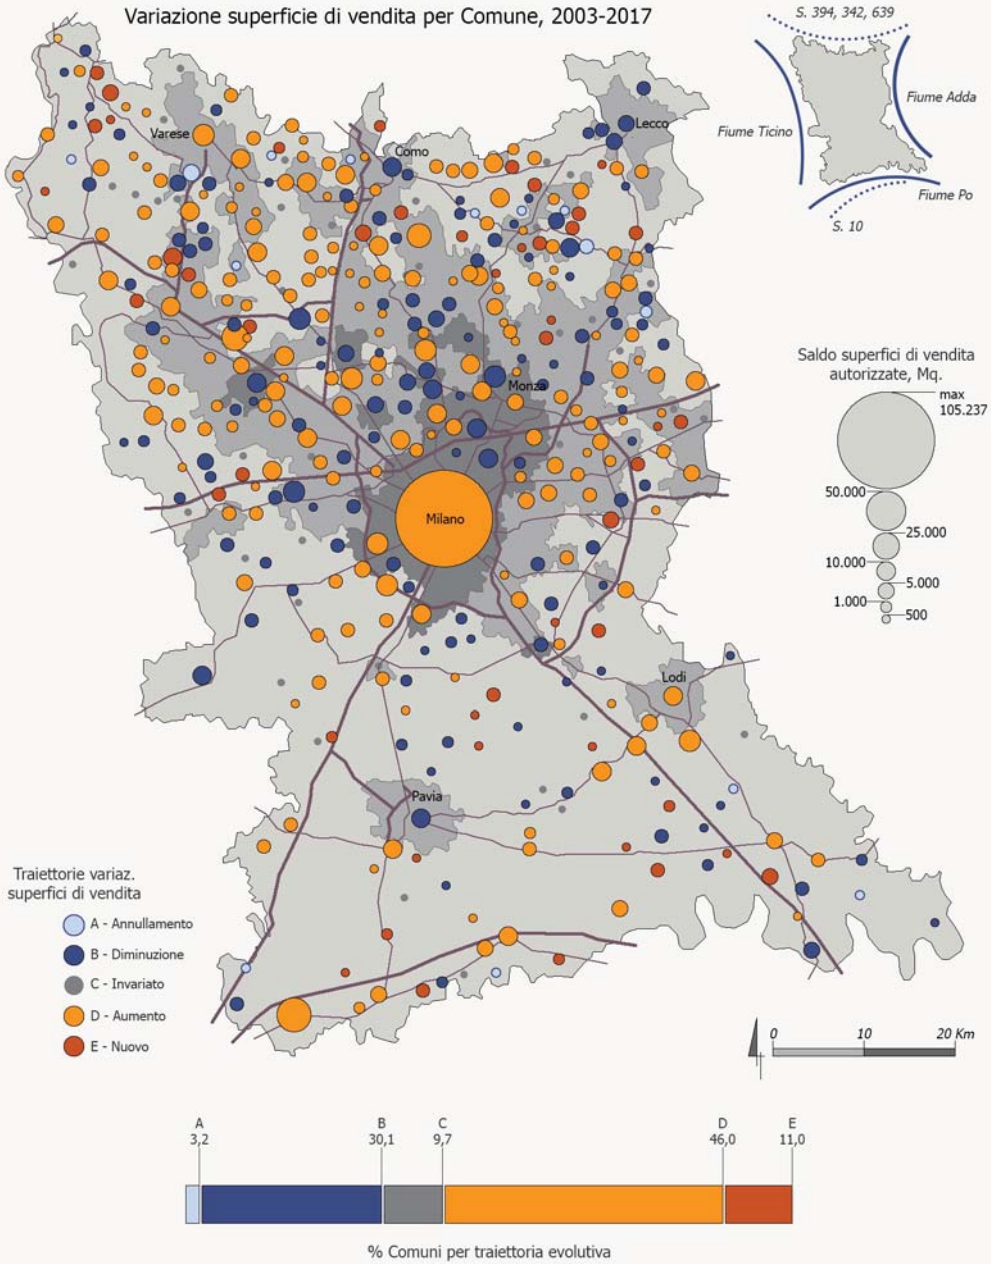 Variazione superficie di vendita per Comune, 2003-2017
S. 394, 342, 639
Fiume Adda
Fiume Ticino
Fiume Po
S. 10
Varese
Como
Lecco
Monza
Milano
Lodi
Pavia
Saldo superfici di vendita
autorizzate, Mq.
max
105.237
50.000
25.000
10.000
5.000
1.000
500
Traiettorie variaz.
superfici di vendita
A - Annullamento
B - Diminuzione
C - Invariato
D - Aumento
E - Nuovo
0 10 20 Km
A B C D E
3,2 30,1 9,7 46,0 11,0
% Comuni per traiettoria evolutiva